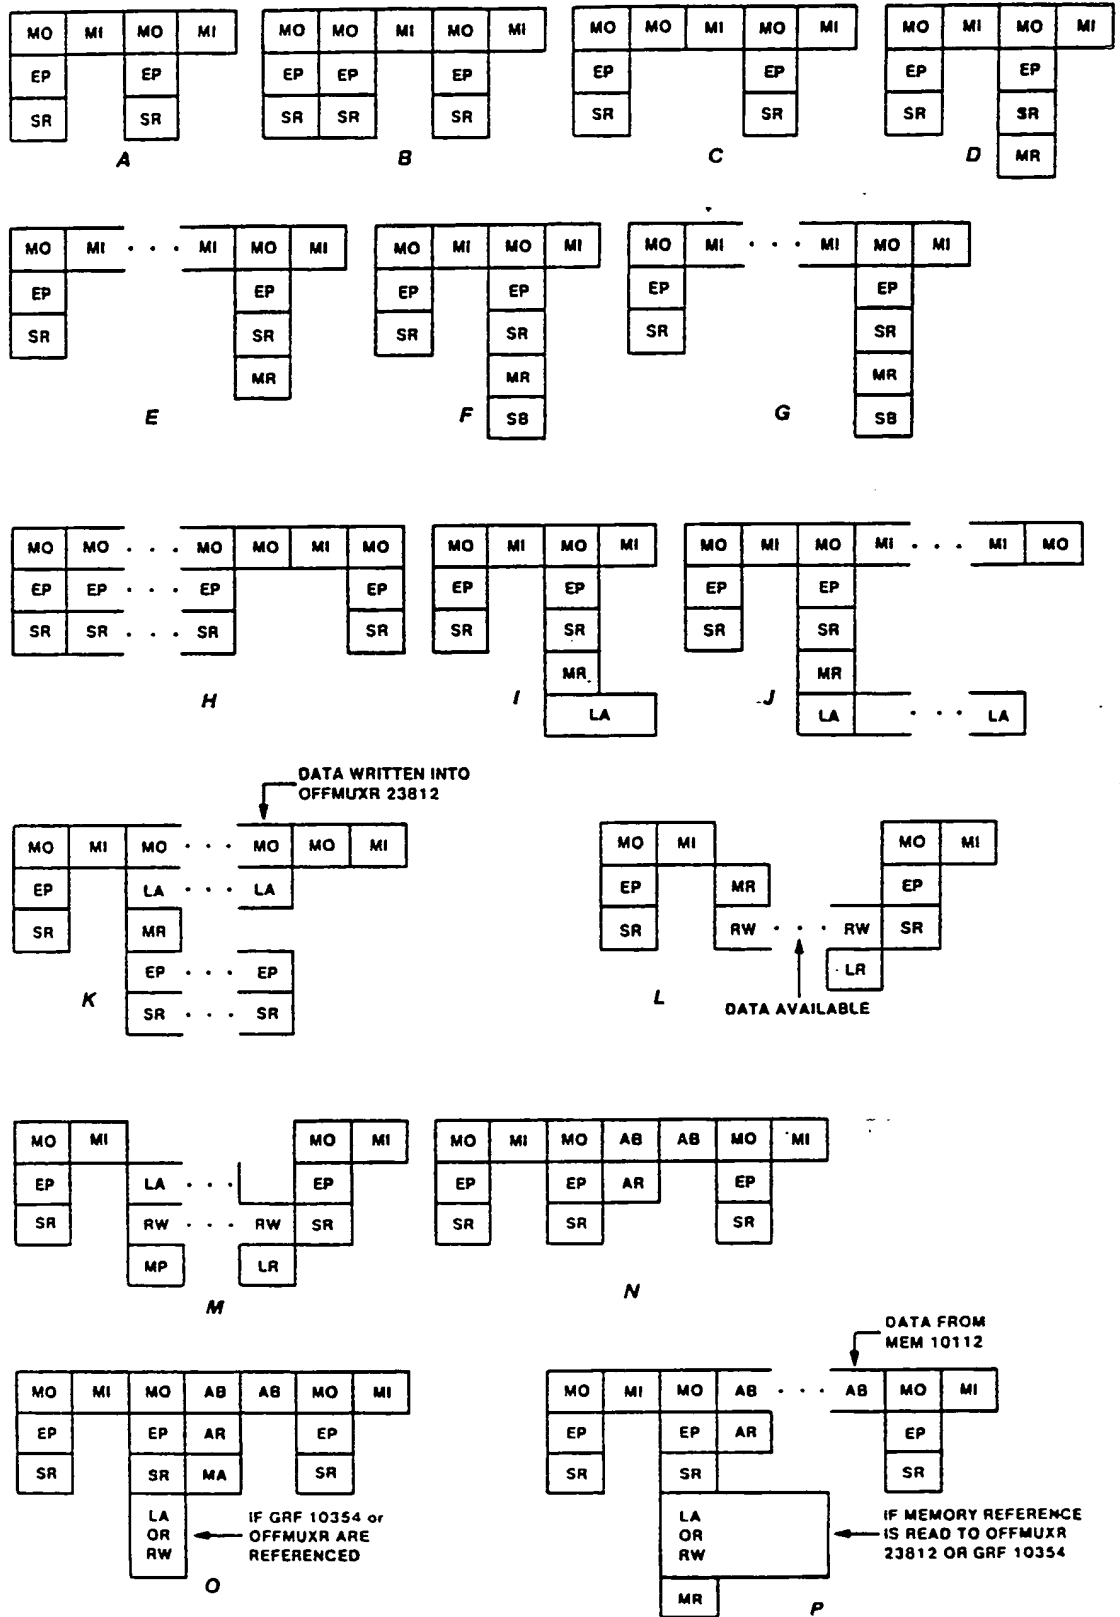 MO MI MO MI
EP EP
SR SR
A
MO MO MI MO MI
EP EP EP
SR SR SR
B
MO MO MI MO MI
EP EP
SR SR
C
MO MI MO MI
EP EP
SR SR
MR
D
MO MI · · · MI MO MI
EP EP
SR SR
MR
E
MO MI MO MI
EP EP
SR SR
MR
SB
F
MO MI · · · MI MO MI
EP EP
SR SR
MR
SB
G
MO MO · · · MO MO MI MO
EP EP · · · EP EP
SR SR · · · SR SR
H
MO MI MO MI
EP EP
SR SR
MR
LA
I
MO MI MO MI · · · MI MO
EP EP
SR SR
MR
LA · · · LA
J
DATA WRITTEN INTO
OFFMUXR 23812
MO MI MO · · · MO MO MI
EP LA · · · LA
SR MR
EP · · · EP
SR · · · SR
K
MO MI MO MI
EP MR EP
SR RW · · · RW SR
LR
L
DATA AVAILABLE
MO MI MO MI
EP LA · · · EP
SR RW · · · RW SR
MP LR
M
MO MI MO AB AB MO MI
EP EP AR EP
SR SR SR
N
MO MI MO AB AB MO MI
EP EP AR EP
SR SR MA SR
LA
OR
RW
IF GRF 10354 or
OFFMUXR ARE
REFERENCED
O
DATA FROM
MEM 10112
MO MI MO AB · · · AB MO MI
EP EP AR EP
SR SR SR
LA
OR
RW
IF MEMORY REFERENCE
IS READ TO OFFMUXR
23812 OR GRF 10354
MR
P